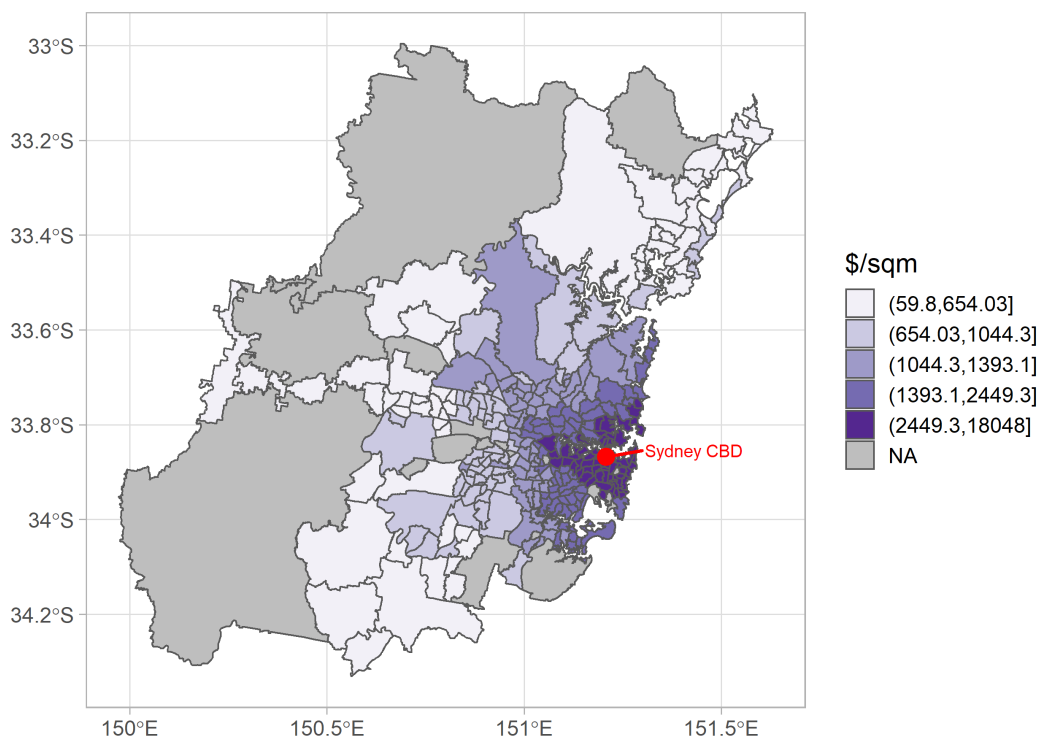 33°S
33.2°S
33.4°S
33.6°S
33.8°S
34°S
34.2°S
150°E
150.5°E
151°E
151.5°E
Sydney CBD
$/sqm
(59.8,654.03]
(654.03,1044.3]
(1044.3,1393.1]
(1393.1,2449.3]
(2449.3,18048]
NA